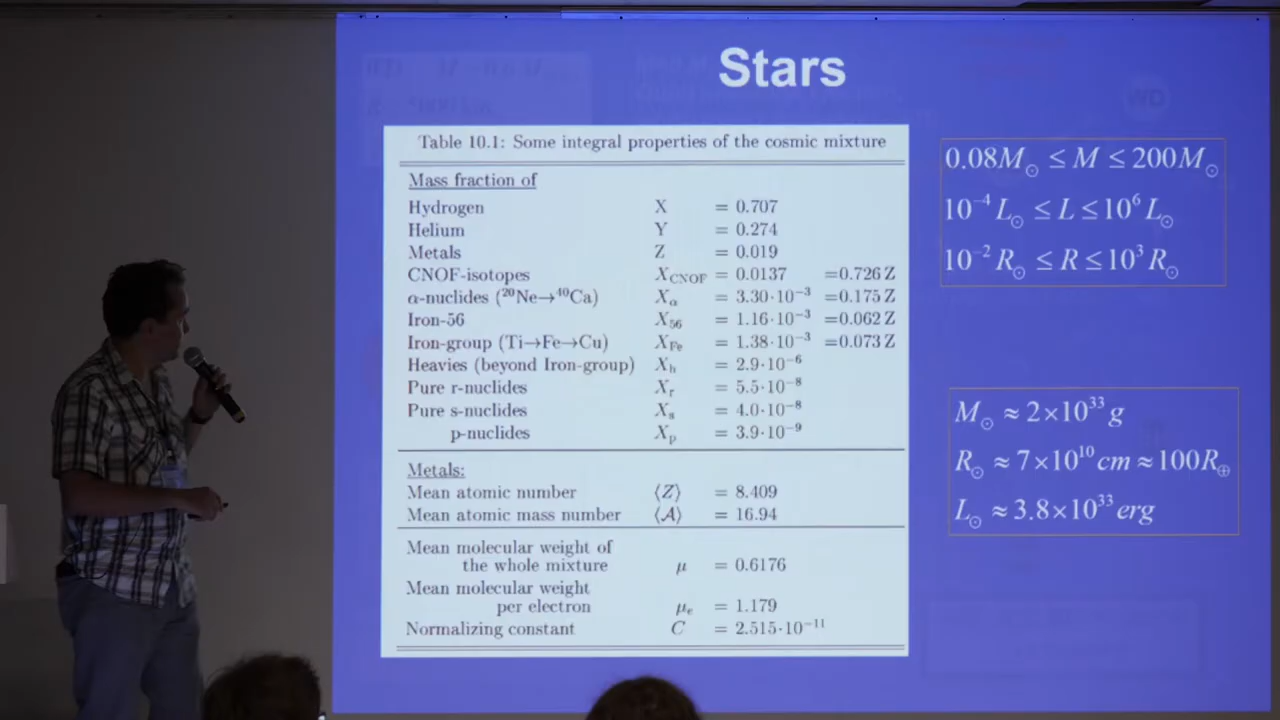 Stars
Table 10.1: Some integral properties of the cosmic mixture
Mass fraction of
Hydrogen X = 0.707
Helium Y = 0.274
Metals Z = 0.019
CNOF-isotopes X_CNOF = 0.0137 =0.726 Z
α-nuclides (²⁰Ne→⁴⁰Ca) X_α = 3.30·10⁻³ =0.175 Z
Iron-56 X₅₆ = 1.16·10⁻³ =0.062 Z
Iron-group (Ti→Fe→Cu) X_Fe = 1.38·10⁻³ =0.073 Z
Heavies (beyond Iron-group) X_h = 2.9·10⁻⁶
Pure r-nuclides X_r = 5.5·10⁻⁸
Pure s-nuclides X_s = 4.0·10⁻⁸
p-nuclides X_p = 3.9·10⁻⁹
Metals:
Mean atomic number ⟨Z⟩ = 8.409
Mean atomic mass number ⟨A⟩ = 16.94
Mean molecular weight of
the whole mixture μ = 0.6176
Mean molecular weight
per electron μ_e = 1.179
Normalizing constant C = 2.515·10⁻¹¹
0.08M_⊙ ≤ M ≤ 200M_⊙
10⁻⁴ L_⊙ ≤ L ≤ 10⁶ L_⊙
10⁻² R_⊙ ≤ R ≤ 10³ R_⊙
M_⊙ ≈ 2×10³³ g
R_⊙ ≈ 7×10¹⁰ cm ≈ 100R_⊕
L_⊙ ≈ 3.8×10³³ erg
WD